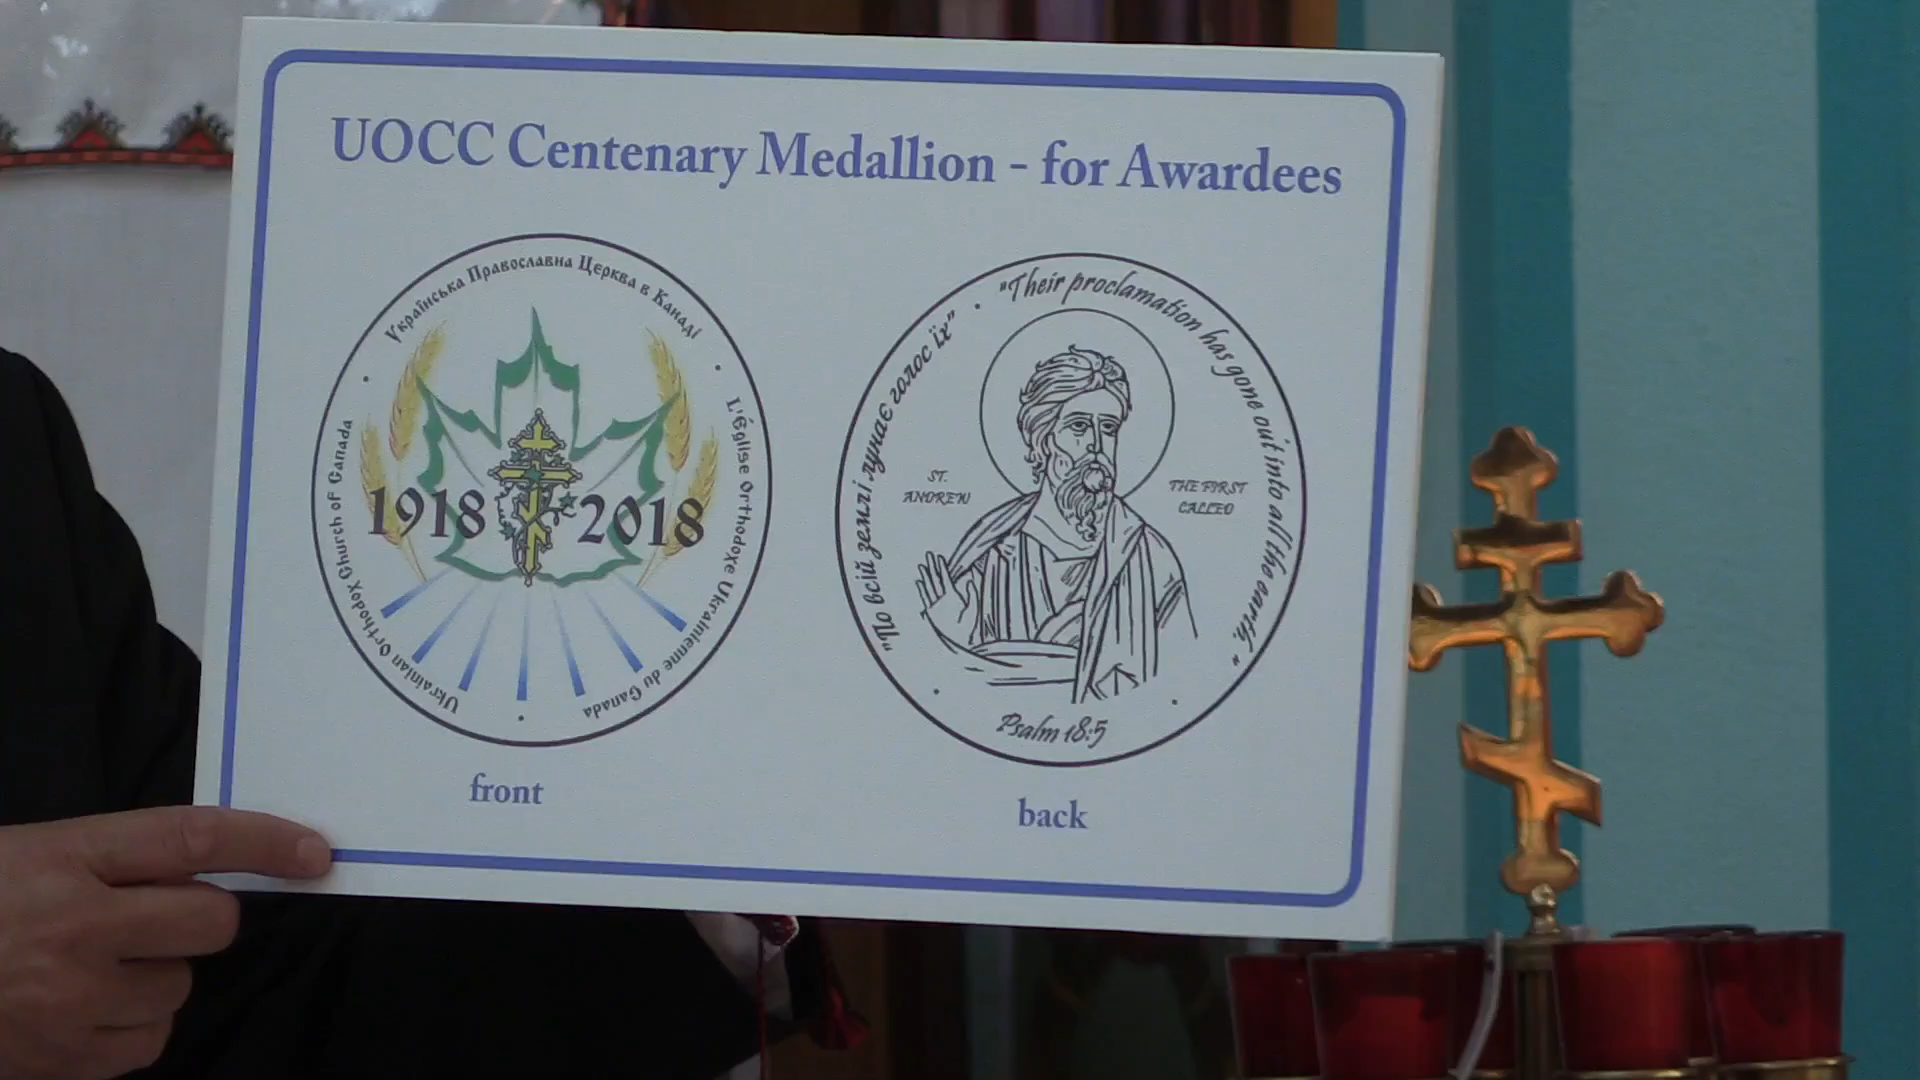 UOCC Centenary Medallion - for Awardees
Українська Православна Церква в Канаді
Ukrainian Orthodox Church of Canada
L'Église Orthodoxe Ukrainienne du Canada
1918 2018
front
"По всій землі лунає голос їх"
"Their proclamation has gone out into all the earth."
ST.
ANDREW
THE FIRST
CALLED
Psalm 18:5
back